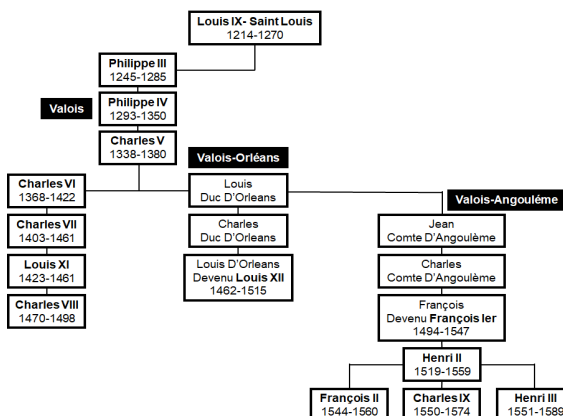 Louis IX- Saint Louis
1214-1270
Philippe III
1245-1285
Valois
Philippe IV
1293-1350
Charles V
1338-1380
Valois-Orléans
Charles VI
1368-1422
Louis
Duc D'Orleans
Valois-Angouléme
Charles VII
1403-1461
Charles
Duc D'Orleans
Jean
Comte D'Angoulème
Louis XI
1423-1461
Louis D'Orleans
Devenu Louis XII
1462-1515
Charles
Comte D'Angoulème
Charles VIII
1470-1498
François
Devenu François Ier
1494-1547
Henri II
1519-1559
François II
1544-1560
Charles IX
1550-1574
Henri III
1551-1589